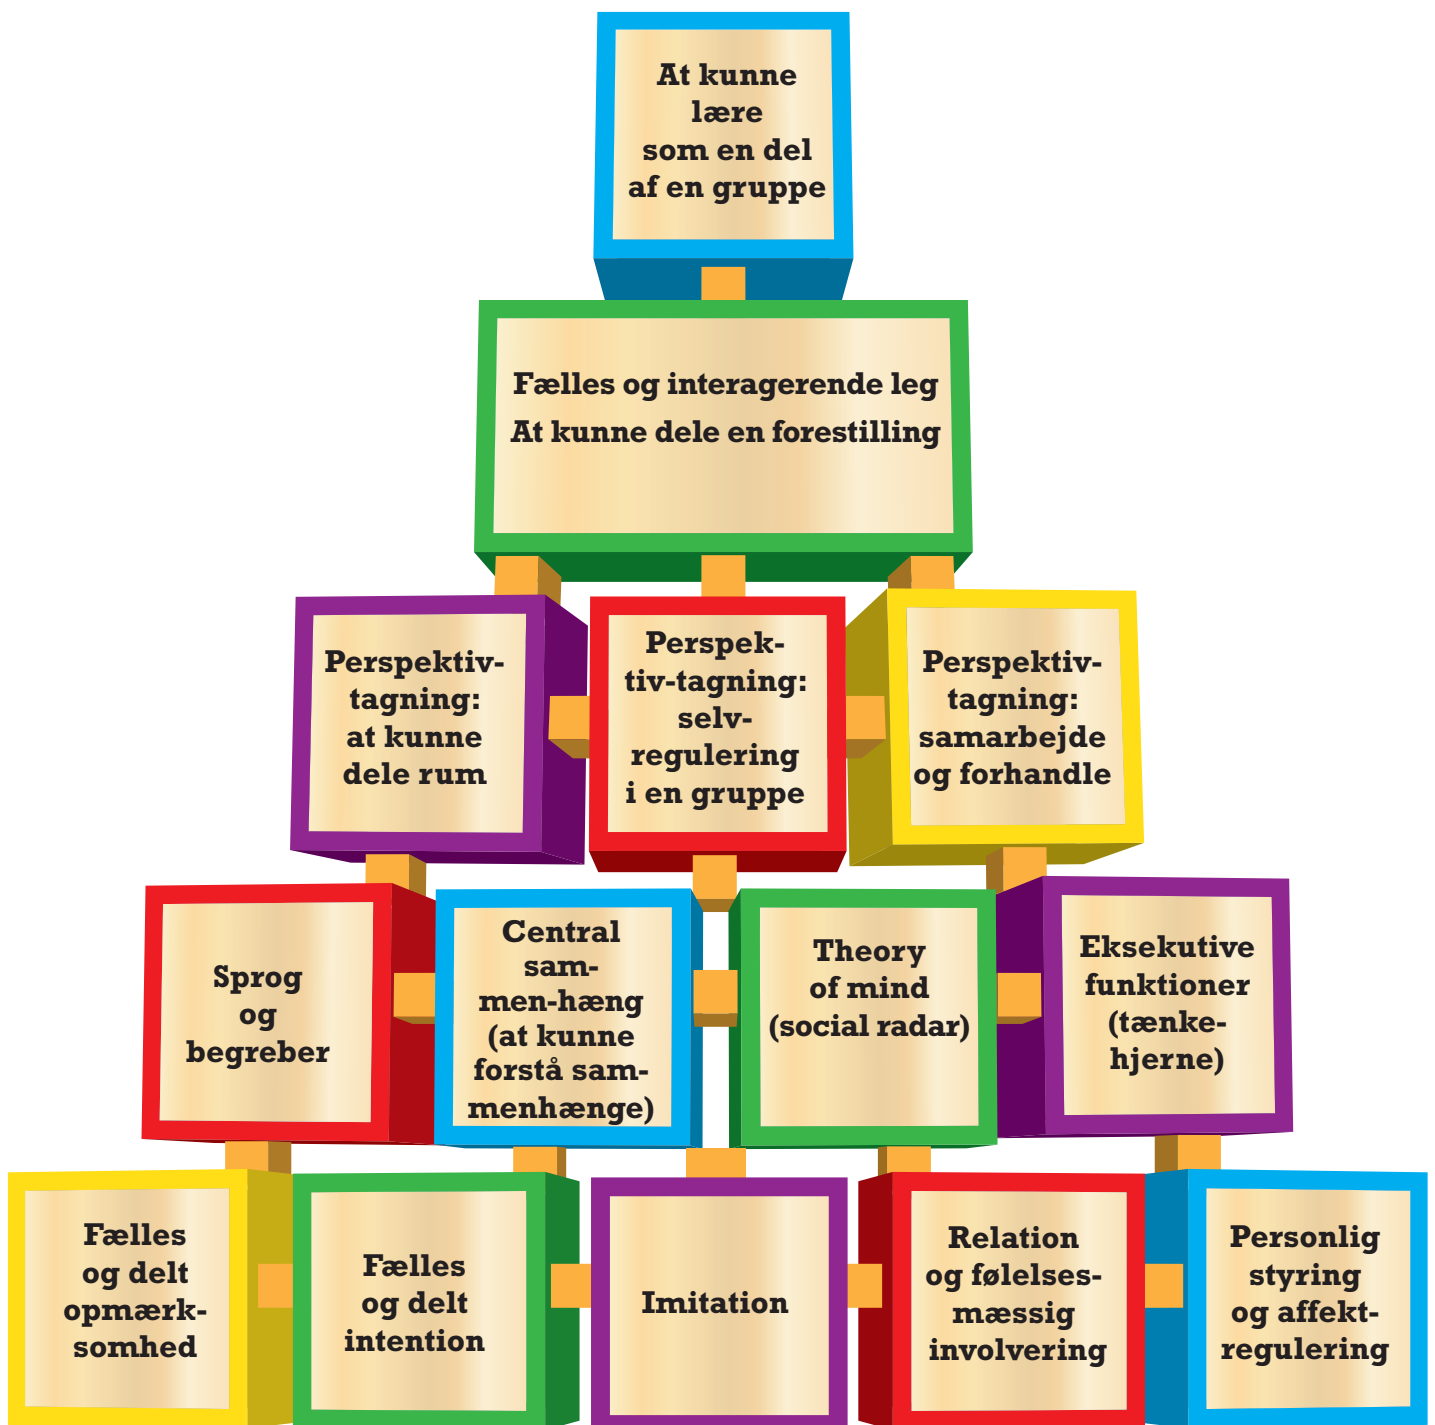 At kunne
lære
som en del
af en gruppe
Fælles og interagerende leg
At kunne dele en forestilling
Perspektiv-
tagning:
at kunne
dele rum
Perspek-
tiv-tagning:
selv-
regulering
i en gruppe
Perspektiv-
tagning:
samarbejde
og forhandle
Sprog
og
begreber
Central
sam-
men-hæng
(at kunne
forstå sam-
menhænge)
Theory
of mind
(social radar)
Eksekutive
funktioner
(tænke-
hjerne)
Fælles
og delt
opmærk-
somhed
Fælles
og delt
intention
Imitation
Relation
og følelses-
mæssig
involvering
Personlig
styring
og affekt-
regulering